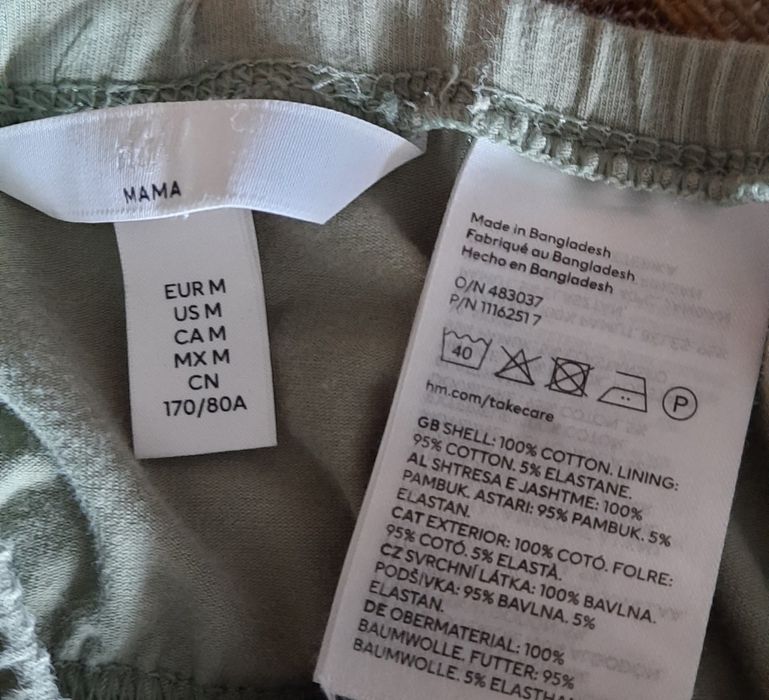 MAMA
EUR M
US M
CA M
MX M
CN
170/80A
Made in Bangladesh
Fabriqué au Bangladesh
Hecho en Bangladesh
O/N 483037
P/N 11162517
40
P
hm.com/takecare
GB SHELL: 100% COTTON. LINING:
95% COTTON. 5% ELASTANE.
AL SHTRESA E JASHTME: 100%
PAMBUK. ASTARI: 95% PAMBUK. 5%
ELASTAN.
CAT EXTERIOR: 100% COTÓ. FOLRE:
95% COTÓ. 5% ELASTÀ.
CZ SVRCHNÍ LÁTKA: 100% BAVLNA.
PODŠÍVKA: 95% BAVLNA. 5%
ELASTAN.
DE OBERMATERIAL: 100%
BAUMWOLLE. FUTTER: 95%
BAUMWOLLE. 5% ELASTHAN